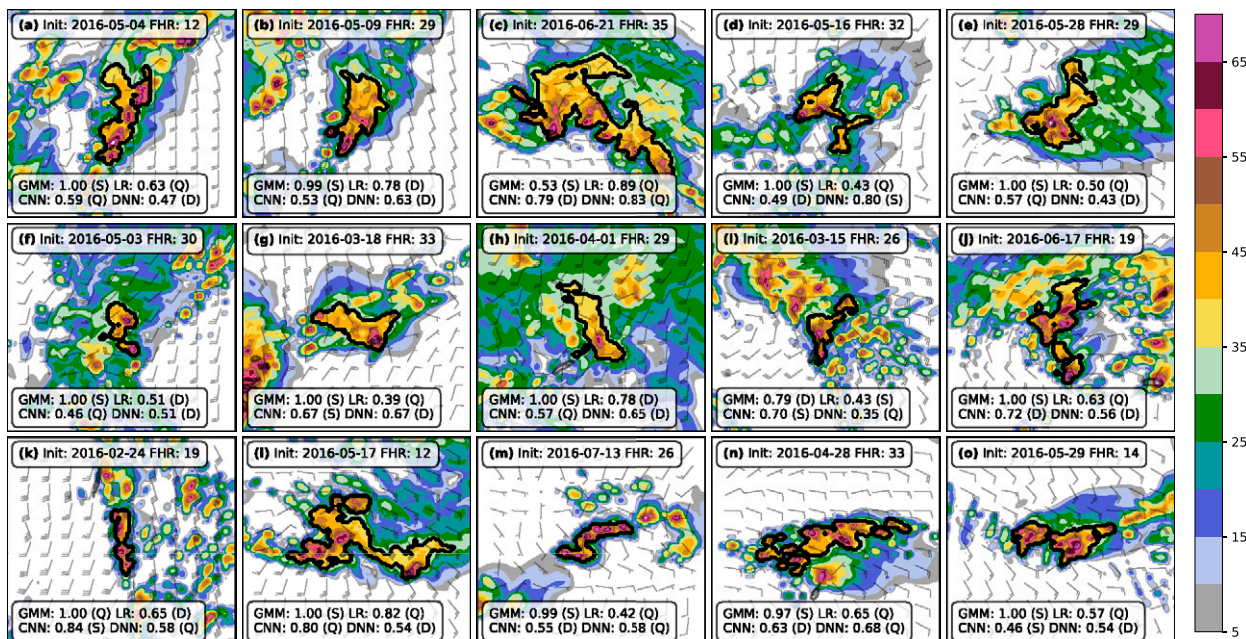 (a) Init: 2016-05-04 FHR: 12
GMM: 1.00 (S) LR: 0.63 (Q)
CNN: 0.59 (Q) DNN: 0.47 (D)
(b) Init: 2016-05-09 FHR: 29
GMM: 0.99 (S) LR: 0.78 (D)
CNN: 0.53 (Q) DNN: 0.63 (D)
(c) Init: 2016-06-21 FHR: 35
GMM: 0.53 (S) LR: 0.89 (Q)
CNN: 0.79 (D) DNN: 0.83 (Q)
(d) Init: 2016-05-16 FHR: 32
GMM: 1.00 (S) LR: 0.43 (Q)
CNN: 0.49 (D) DNN: 0.80 (S)
(e) Init: 2016-05-28 FHR: 29
GMM: 1.00 (S) LR: 0.50 (Q)
CNN: 0.57 (Q) DNN: 0.43 (D)
(f) Init: 2016-05-03 FHR: 30
GMM: 1.00 (S) LR: 0.51 (D)
CNN: 0.46 (Q) DNN: 0.51 (D)
(g) Init: 2016-03-18 FHR: 33
GMM: 1.00 (S) LR: 0.39 (Q)
CNN: 0.67 (S) DNN: 0.67 (D)
(h) Init: 2016-04-01 FHR: 29
GMM: 1.00 (S) LR: 0.78 (D)
CNN: 0.57 (Q) DNN: 0.65 (D)
(i) Init: 2016-03-15 FHR: 26
GMM: 0.79 (D) LR: 0.43 (S)
CNN: 0.70 (S) DNN: 0.35 (Q)
(j) Init: 2016-06-17 FHR: 19
GMM: 1.00 (S) LR: 0.63 (Q)
CNN: 0.72 (D) DNN: 0.56 (D)
(k) Init: 2016-02-24 FHR: 19
GMM: 1.00 (Q) LR: 0.65 (D)
CNN: 0.84 (S) DNN: 0.58 (Q)
(l) Init: 2016-05-17 FHR: 12
GMM: 1.00 (S) LR: 0.82 (Q)
CNN: 0.80 (Q) DNN: 0.54 (D)
(m) Init: 2016-07-13 FHR: 26
GMM: 0.99 (S) LR: 0.42 (Q)
CNN: 0.55 (D) DNN: 0.58 (Q)
(n) Init: 2016-04-28 FHR: 33
GMM: 0.97 (S) LR: 0.65 (Q)
CNN: 0.63 (D) DNN: 0.68 (Q)
(o) Init: 2016-05-29 FHR: 14
GMM: 1.00 (S) LR: 0.57 (Q)
CNN: 0.46 (S) DNN: 0.54 (D)
65
55
45
35
25
15
5